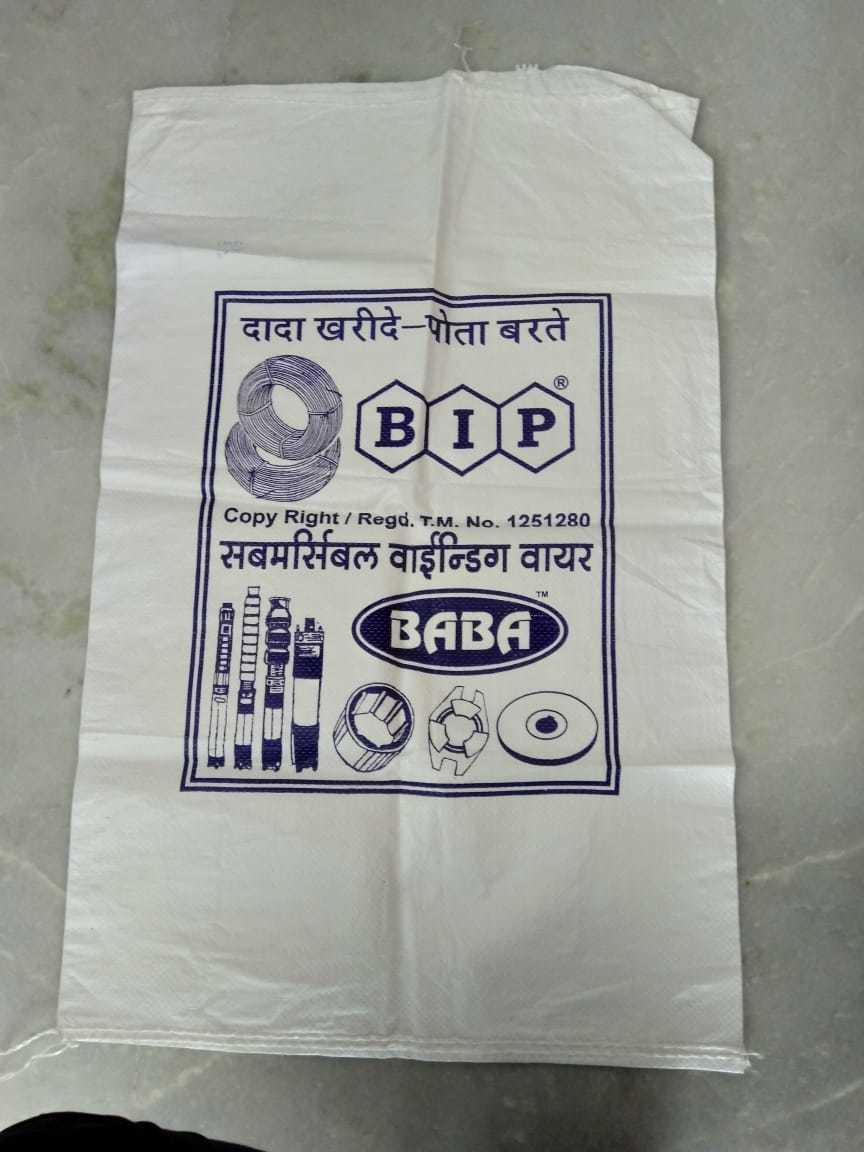 दादा खरीदे–पोता बरते
BIP®
Copy Right / Regd. T.M. No. 1251280
सबमर्सिबल वाईन्डिग वायर
BABA™